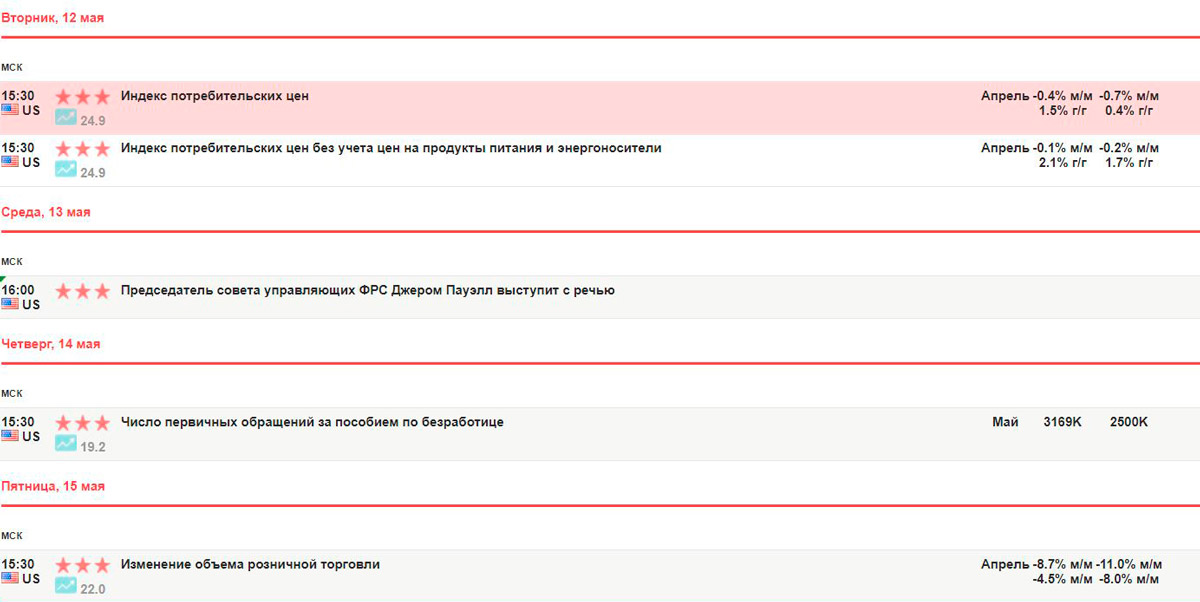 Вторник, 12 мая
МСК
15:30 Индекс потребительских цен Апрель -0.4% м/м -0.7% м/м
US 24.9 1.5% г/г 0.4% г/г
15:30 Индекс потребительских цен без учета цен на продукты питания и энергоносители Апрель -0.1% м/м -0.2% м/м
US 24.9 2.1% г/г 1.7% г/г
Среда, 13 мая
МСК
16:00 Председатель совета управляющих ФРС Джером Пауэлл выступит с речью
US
Четверг, 14 мая
МСК
15:30 Число первичных обращений за пособием по безработице Май 3169K 2500K
US 19.2
Пятница, 15 мая
МСК
15:30 Изменение объема розничной торговли Апрель -8.7% м/м -11.0% м/м
US 22.0 -4.5% м/м -8.0% м/м